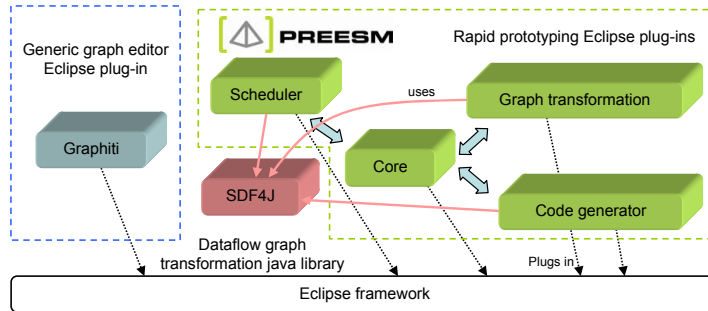 Generic graph editor
Eclipse plug-in
PREESM
Rapid prototyping Eclipse plug-ins
Scheduler
uses
Graph transformation
Graphiti
Core
SDF4J
Code generator
Dataflow graph
transformation java library
Plugs in
Eclipse framework